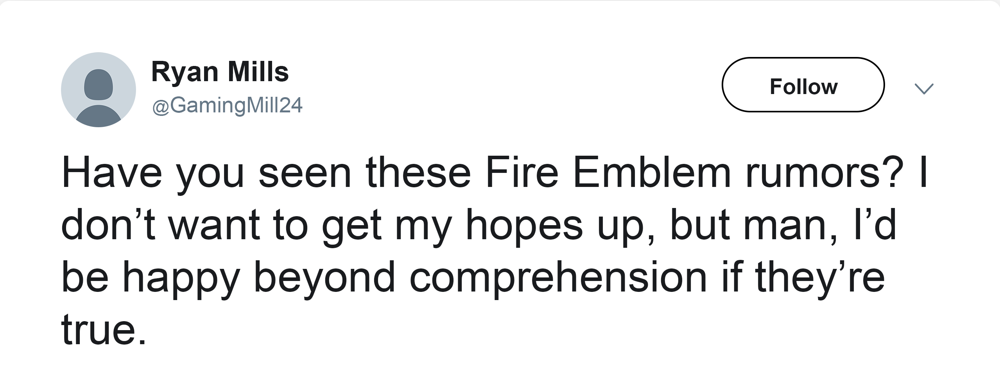 Ryan Mills
@GamingMill24
Follow
Have you seen these Fire Emblem rumors? I
don’t want to get my hopes up, but man, I’d
be happy beyond comprehension if they’re
true.